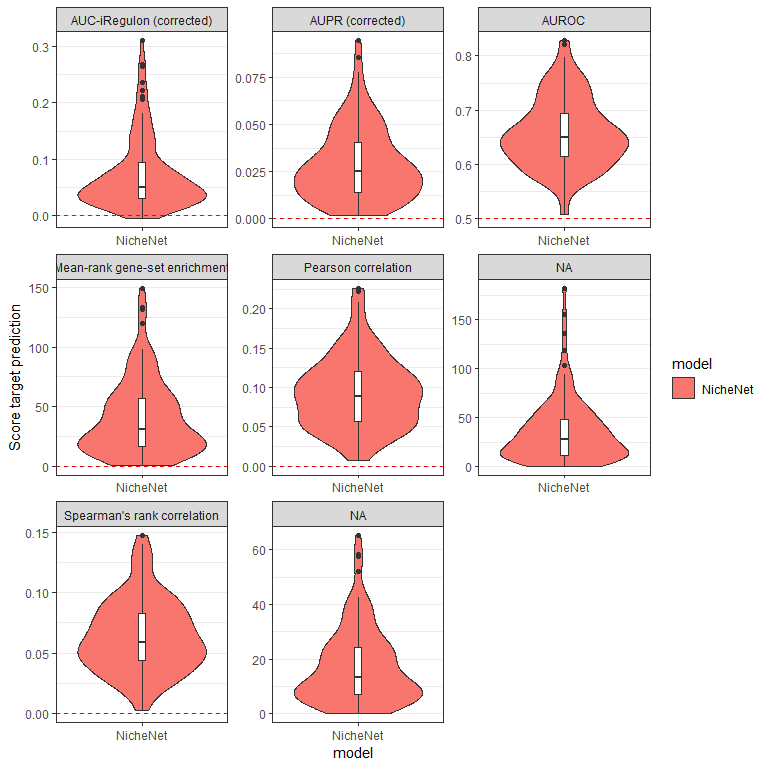 AUC-iRegulon (corrected)
AUPR (corrected)
AUROC
0.3
0.2
0.1
0.0
0.075
0.050
0.025
0.000
0.8
0.7
0.6
0.5
NicheNet
NicheNet
NicheNet
Mean-rank gene-set enrichment
Pearson correlation
NA
150
100
50
0
0.20
0.15
0.10
0.05
0.00
150
100
50
0
NicheNet
NicheNet
NicheNet
Spearman's rank correlation
NA
0.15
0.10
0.05
0.00
60
40
20
0
NicheNet
NicheNet
model
Score target prediction
model
NicheNet